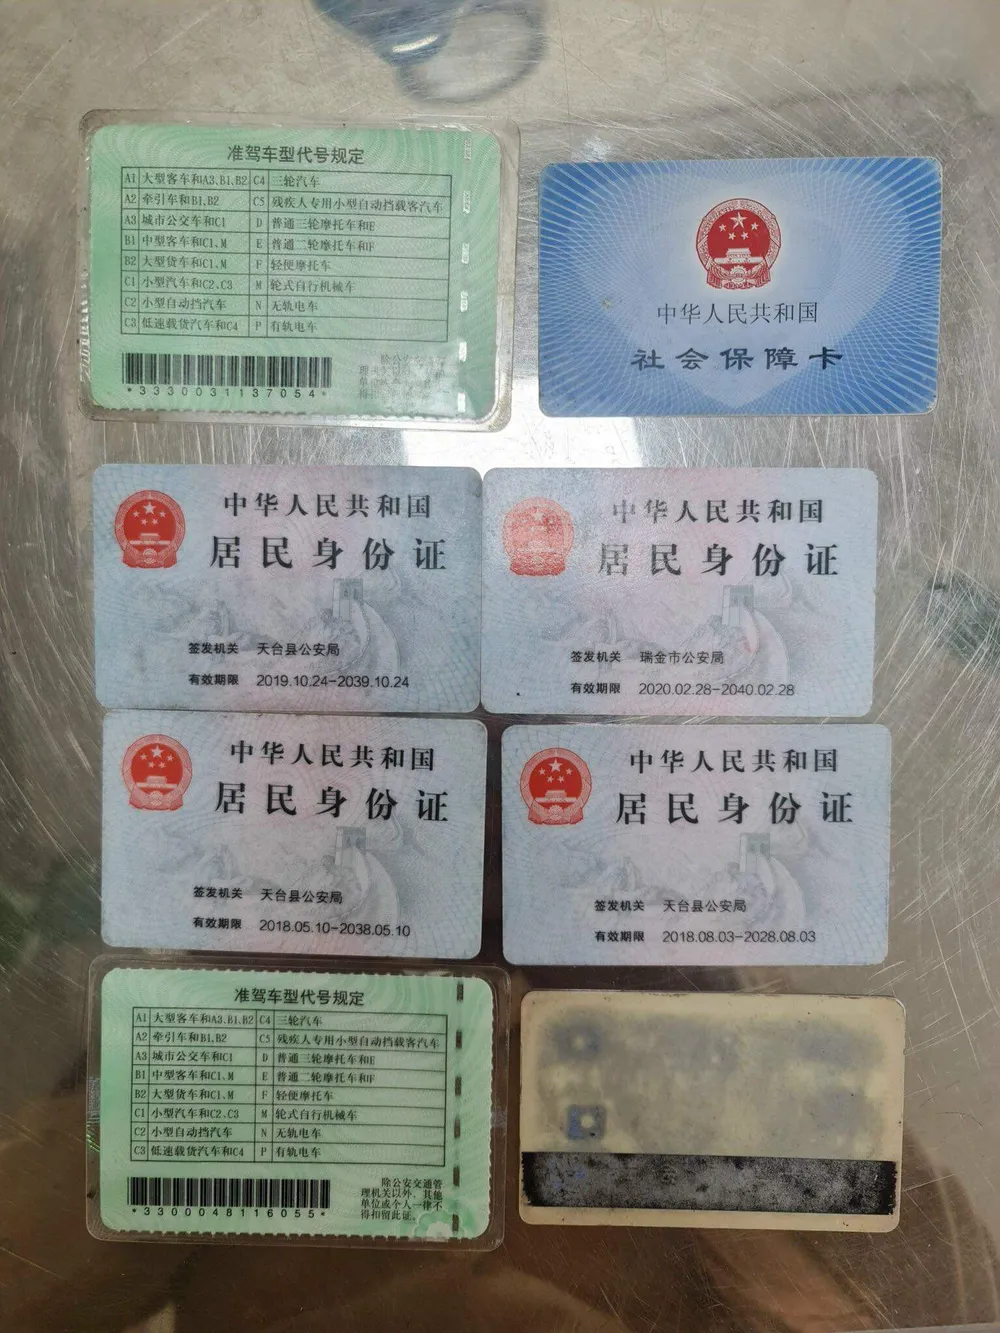 准驾车型代号规定
A1 大型客车和A3、B1、B2 C4 三轮汽车
A2 牵引车和B1、B2 C5 残疾人专用小型自动挡载客汽车
A3 城市公交车和C1 D 普通三轮摩托车和E
B1 中型客车和C1、M E 普通二轮摩托车和F
B2 大型货车和C1、M F 轻便摩托车
C1 小型汽车和C2、C3 M 轮式自行机械车
C2 小型自动挡汽车 N 无轨电车
C3 低速载货汽车和C4 P 有轨电车
*3330031137054*
中华人民共和国
社会保障卡
中华人民共和国
居民身份证
签发机关 天台县公安局
有效期限 2019.10.24-2039.10.24
中华人民共和国
居民身份证
签发机关 瑞金市公安局
有效期限 2020.02.28-2040.02.28
中华人民共和国
居民身份证
签发机关 天台县公安局
有效期限 2018.05.10-2038.05.10
中华人民共和国
居民身份证
签发机关 天台县公安局
有效期限 2018.08.03-2028.08.03
准驾车型代号规定
A1 大型客车和A3、B1、B2 C4 三轮汽车
A2 牵引车和B1、B2 C5 残疾人专用小型自动挡载客汽车
A3 城市公交车和C1 D 普通三轮摩托车和E
B1 中型客车和C1、M E 普通二轮摩托车和F
B2 大型货车和C1、M F 轻便摩托车
C1 小型汽车和C2、C3 M 轮式自行机械车
C2 小型自动挡汽车 N 无轨电车
C3 低速载货汽车和C4 P 有轨电车
*3300048116055*
除公安交通管
理机关以外，其他
单位或个人一律不
得扣留此证。